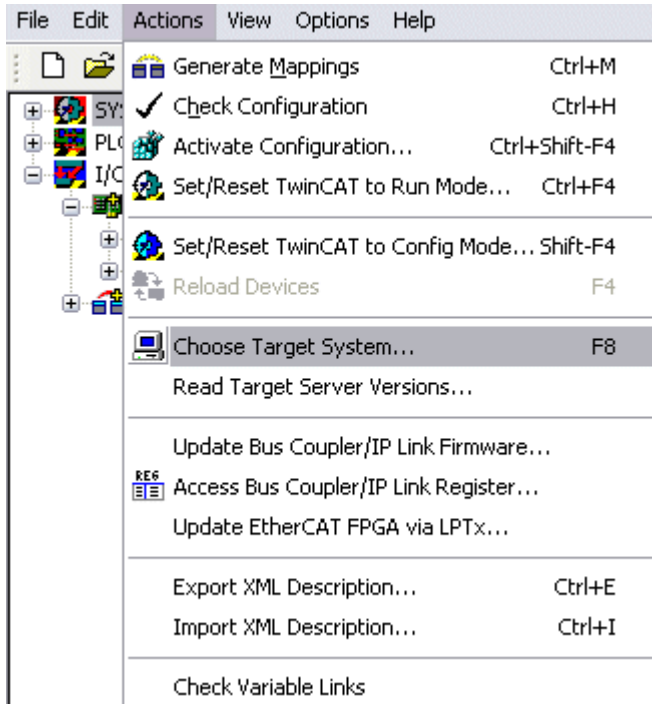 File Edit Actions View Options Help
Generate Mappings Ctrl+M
Check Configuration Ctrl+H
Activate Configuration... Ctrl+Shift-F4
Set/Reset TwinCAT to Run Mode... Ctrl+F4
Set/Reset TwinCAT to Config Mode... Shift-F4
Reload Devices F4
Choose Target System... F8
Read Target Server Versions...
Update Bus Coupler/IP Link Firmware...
REG Access Bus Coupler/IP Link Register...
Update EtherCAT FPGA via LPTx...
Export XML Description... Ctrl+E
Import XML Description... Ctrl+I
Check Variable Links